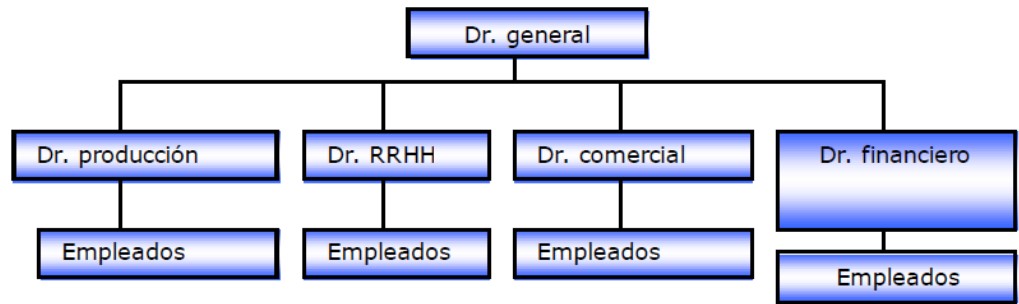 Dr. general
Dr. producción
Dr. RRHH
Dr. comercial
Dr. financiero
Empleados
Empleados
Empleados
Empleados